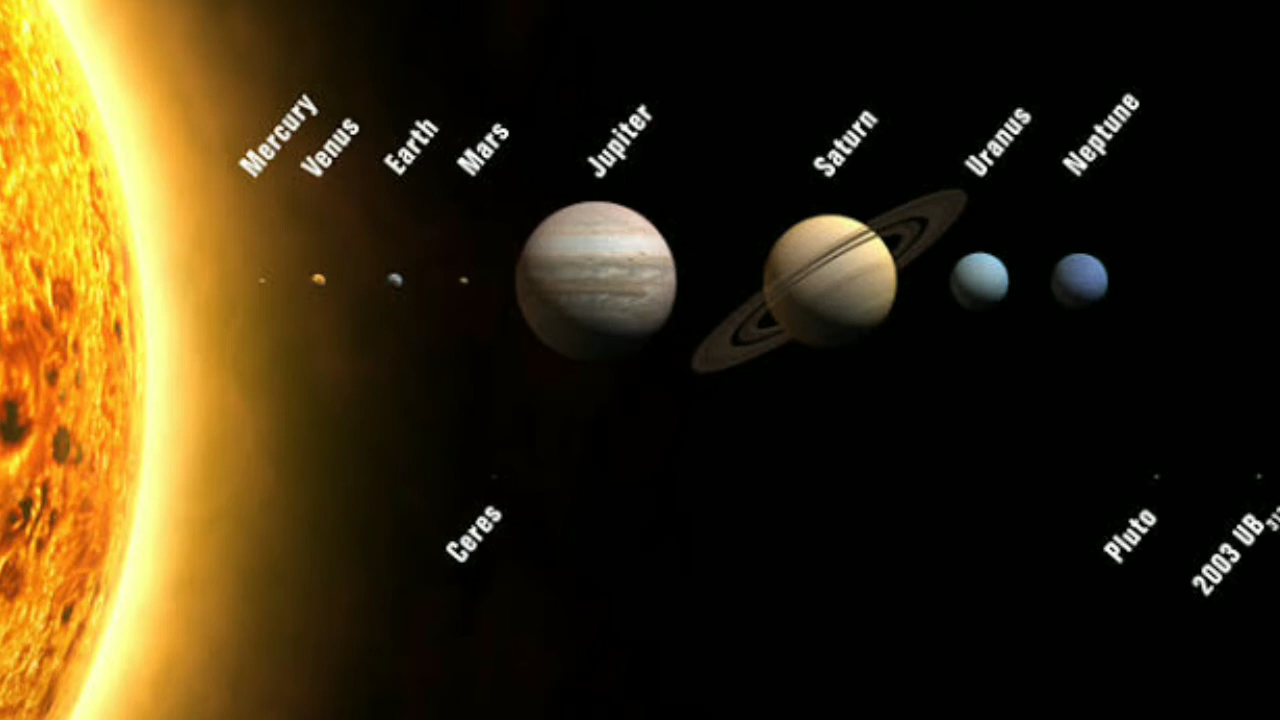 Mercury
Venus
Earth
Mars
Jupiter
Saturn
Uranus
Neptune
Ceres
Pluto
2003 UB